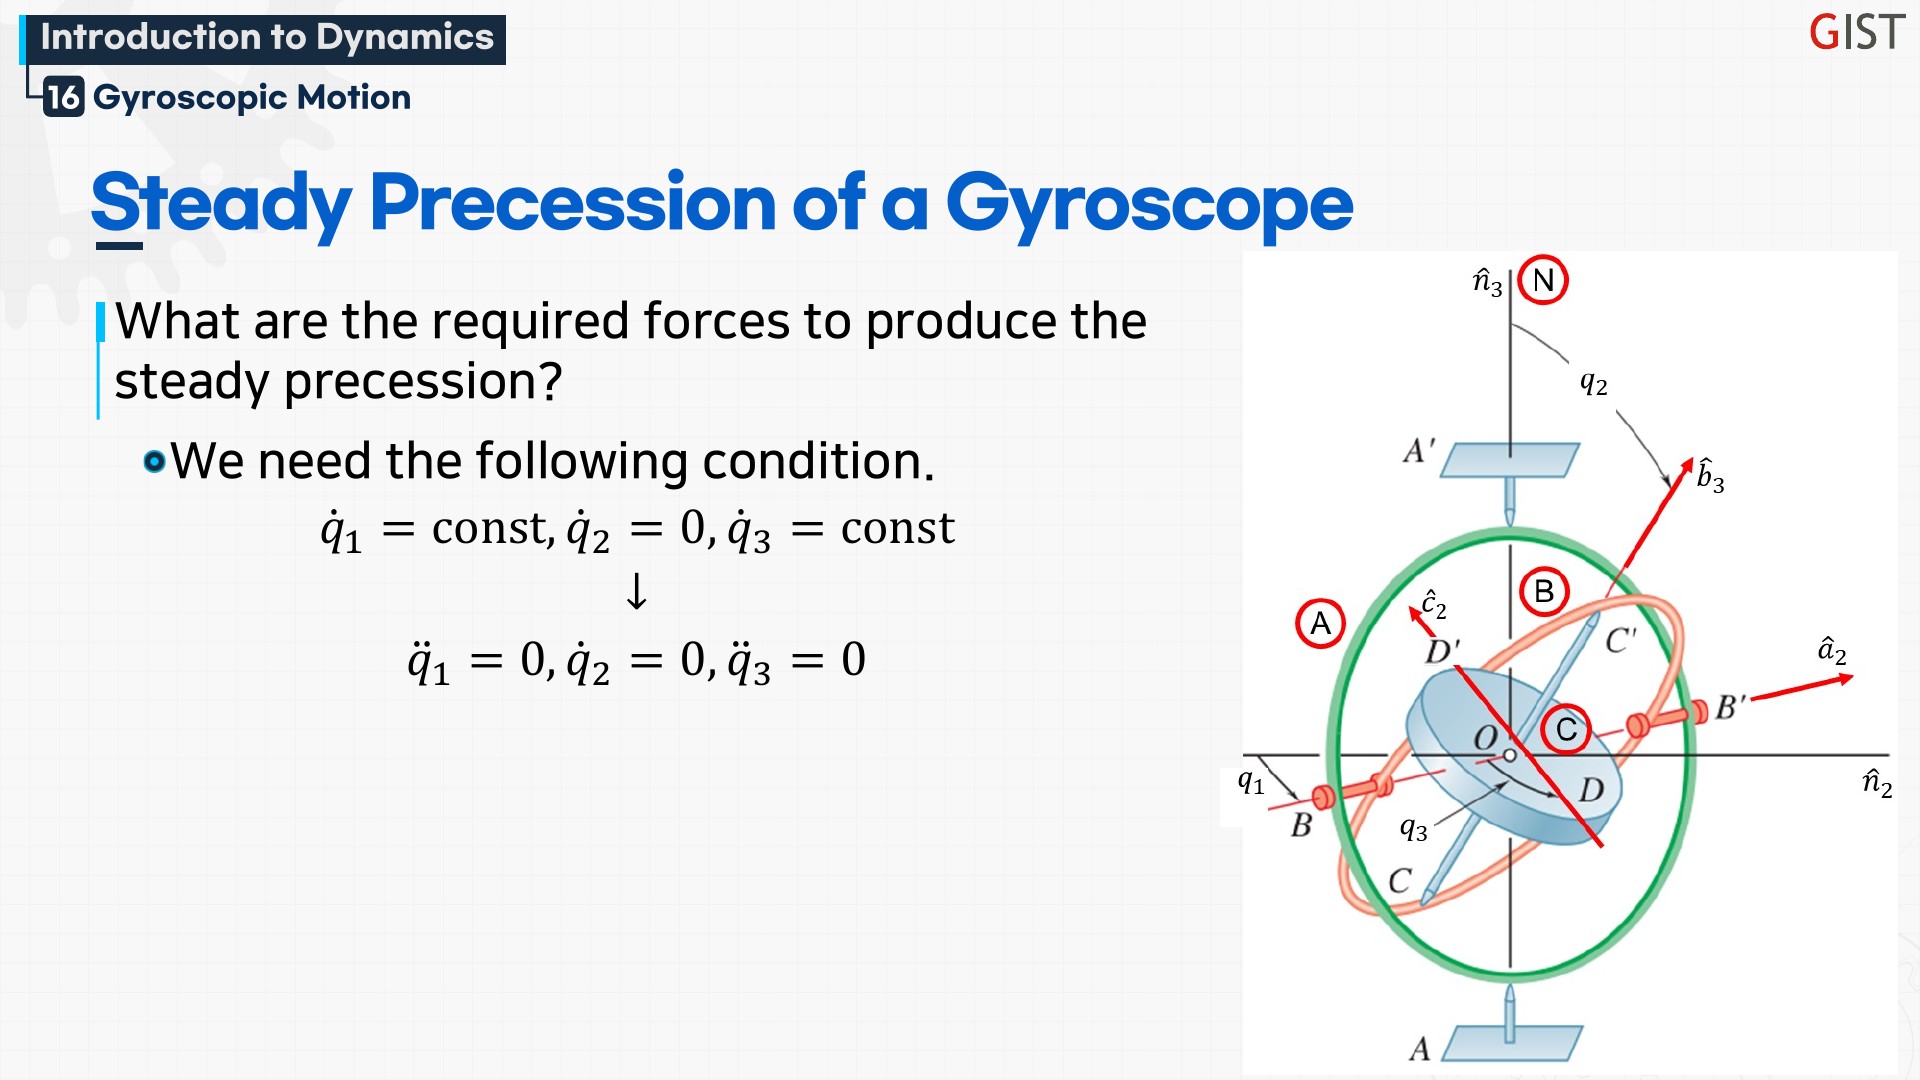 Introduction to Dynamics
GIST
16 Gyroscopic Motion
Steady Precession of a Gyroscope
What are the required forces to produce the
steady precession?
We need the following condition.
q̇₁ = const, q̇₂ = 0, q̇₃ = const
↓
q̈₁ = 0, q̇₂ = 0, q̈₃ = 0
n̂₃ N
q₂
A'
b̂₃
B
ĉ₂
A
C'
D'
â₂
B'
C
O
q₁
D
n̂₂
B
q₃
C
A